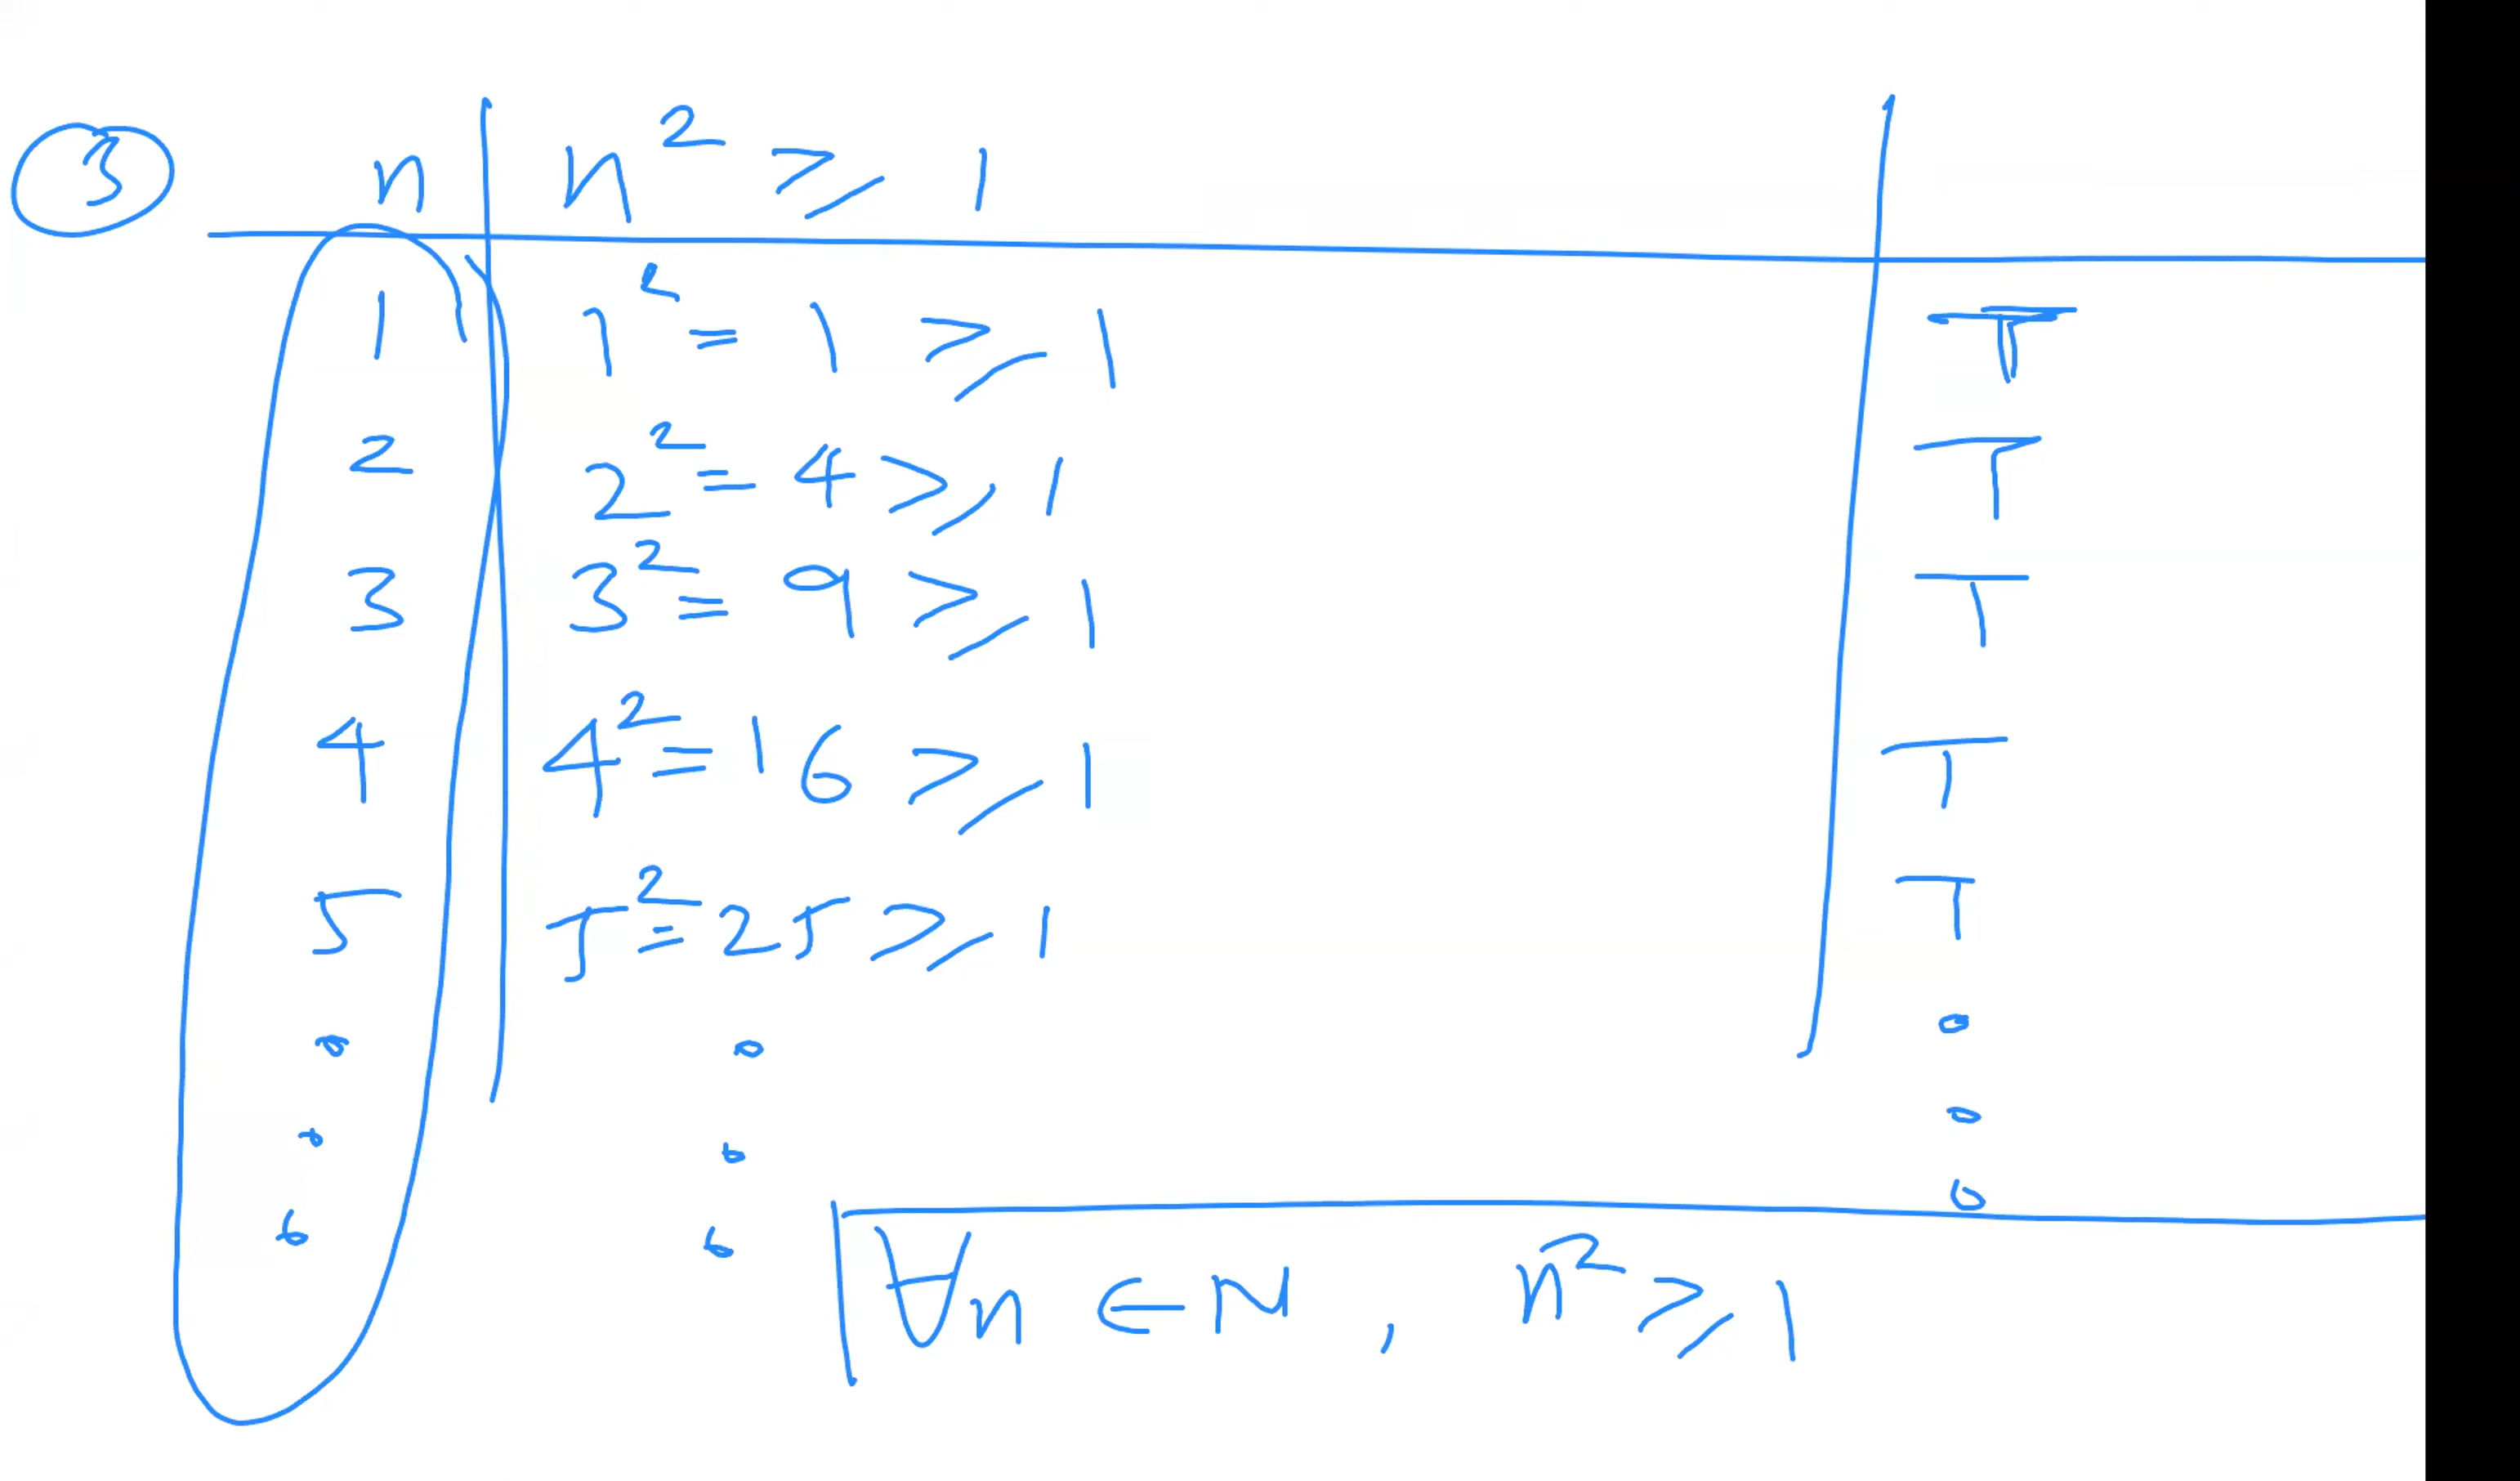 ③ n n² ≥ 1
1 1² = 1 ≥ 1 T
2 2² = 4 ≥ 1 T
3 3² = 9 ≥ 1 T
4 4² = 16 ≥ 1 T
5 5² = 25 ≥ 1 T
∀n ∈ N , n² ≥ 1